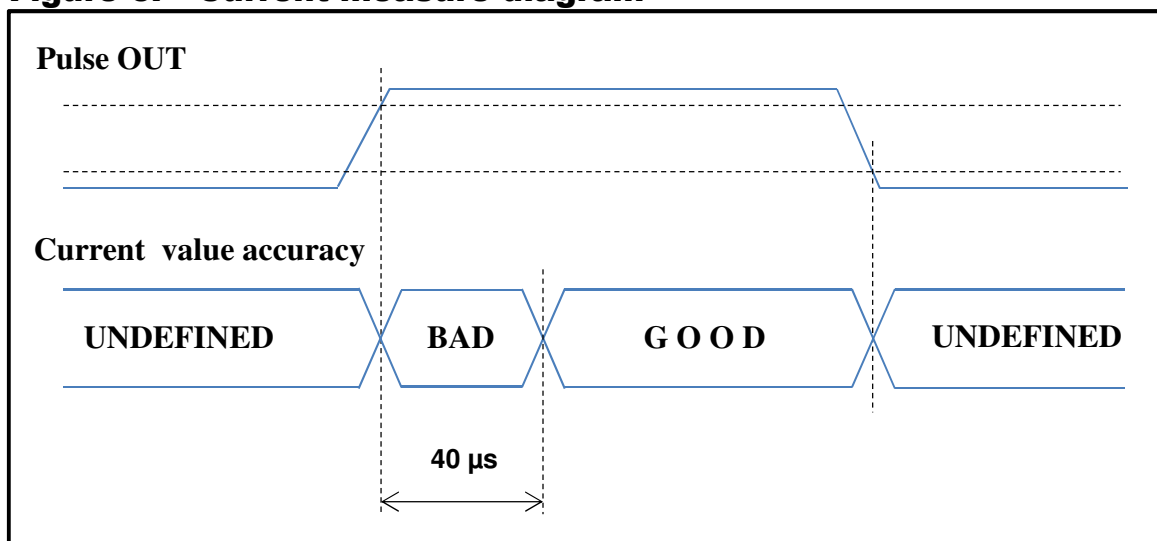 Pulse OUT
Current value accuracy
UNDEFINED
BAD
G O O D
UNDEFINED
40 µs